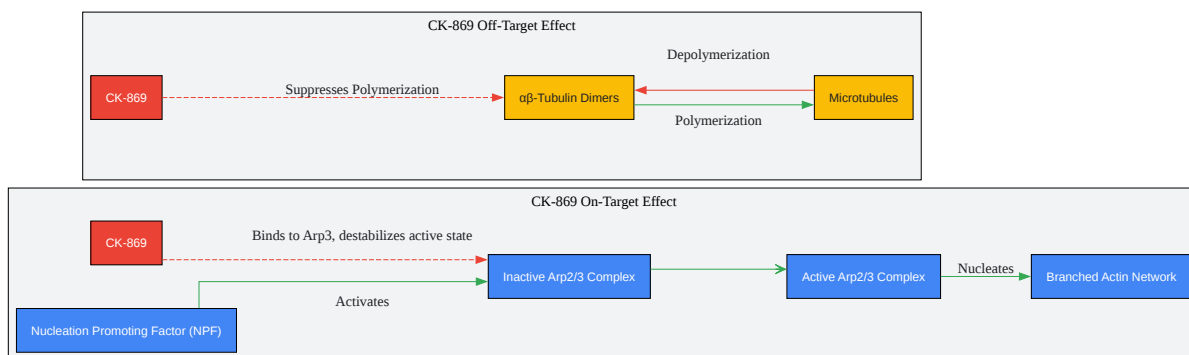 CK-869 Off-Target Effect
Depolymerization
CK-869
Suppresses Polymerization
αβ-Tubulin Dimers
Microtubules
Polymerization
CK-869 On-Target Effect
CK-869
Binds to Arp3, destabilizes active state
Inactive Arp2/3 Complex
Active Arp2/3 Complex
Nucleates
Branched Actin Network
Activates
Nucleation Promoting Factor (NPF)